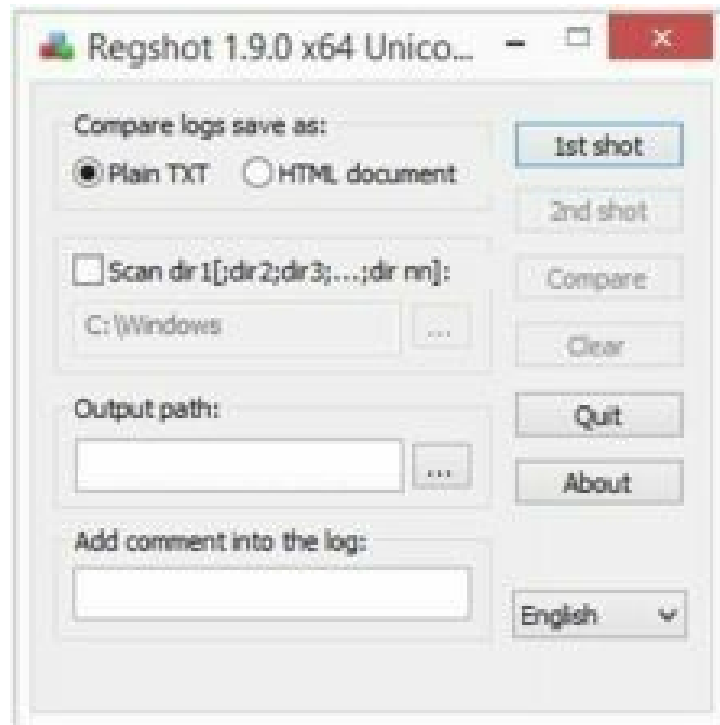 Regshot 1.9.0 x64 Unico...
Compare logs save as:
Plain TXT
HTML document
1st shot
2nd shot
Scan dir1[;dir2;dir3;...;dir nn]:
Compare
C:\Windows
...
Clear
Output path:
Quit
...
About
Add comment into the log:
English